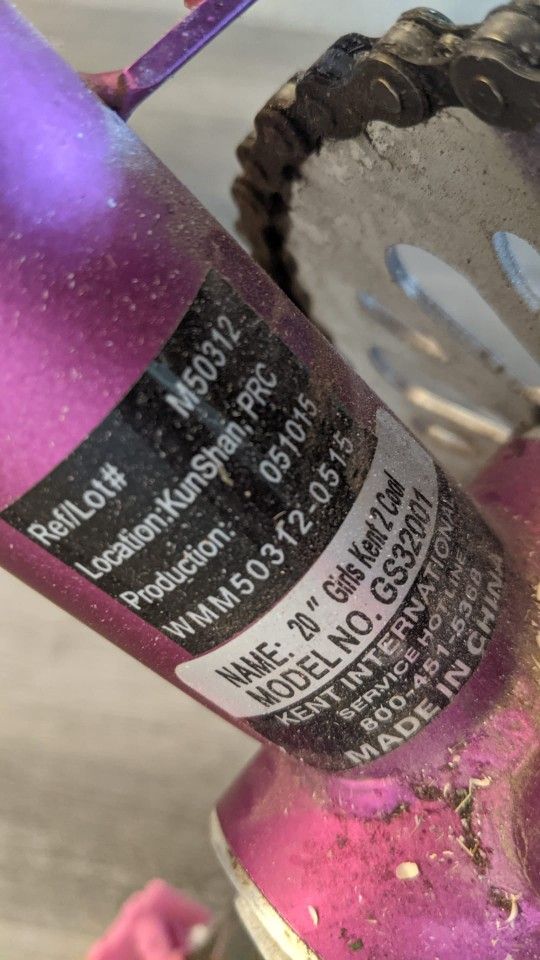 Ref/Lot# M50312
Location:KunShan, PRC
Production: 051015
WMM50312-0515
NAME: 20" Girls Kent 2 Cool
MODEL NO. GS32001
KENT INTERNATIONAL
SERVICE HOTLINE
800-451-5368
MADE IN CHINA